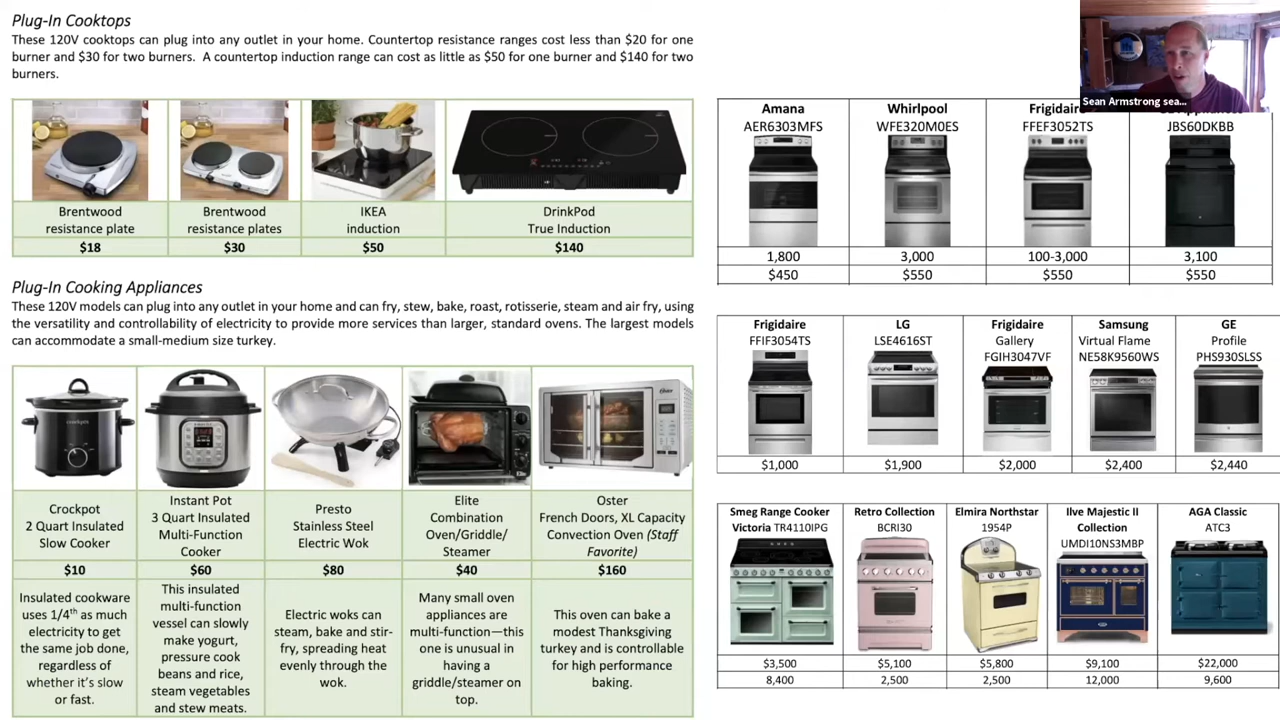 Plug-In Cooktops
These 120V cooktops can plug into any outlet in your home. Countertop resistance ranges cost less than $20 for one
burner and $30 for two burners. A countertop induction range can cost as little as $50 for one burner and $140 for two
burners.
Brentwood
resistance plate
Brentwood
resistance plates
IKEA
induction
DrinkPod
True Induction
$18
$30
$50
$140
Plug-In Cooking Appliances
These 120V models can plug into any outlet in your home and can fry, stew, bake, roast, rotisserie, steam and air fry, using
the versatility and controllability of electricity to provide more services than larger, standard ovens. The largest models
can accommodate a small-medium size turkey.
Crockpot
2 Quart Insulated
Slow Cooker
Instant Pot
3 Quart Insulated
Multi-Function
Cooker
Presto
Stainless Steel
Electric Wok
Elite
Combination
Oven/Griddle/
Steamer
Oster
French Doors, XL Capacity
Convection Oven (Staff
Favorite)
$10
$60
$80
$40
$160
Insulated cookware
uses 1/4th as much
electricity to get
the same job done,
regardless of
whether it's slow
or fast.
This insulated
multi-function
vessel can slowly
make yogurt,
pressure cook
beans and rice,
steam vegetables
and stew meats.
Electric woks can
steam, bake and stir-
fry, spreading heat
evenly through the
wok.
Many small oven
appliances are
multi-function—this
one is unusual in
having a
griddle/steamer on
top.
This oven can bake a
modest Thanksgiving
turkey and is controllable
for high performance
baking.
Sean Armstrong sea...
Amana
AER6303MFS
Whirlpool
WFE320M0ES
Frigidaire
FFEF3052TS
JBS60DKBB
1,800
3,000
100-3,000
3,100
$450
$550
$550
$550
Frigidaire
FFIF3054TS
LG
LSE4616ST
Frigidaire
Gallery
FGIH3047VF
Samsung
Virtual Flame
NE58K9560WS
GE
Profile
PHS930SLSS
$1,000
$1,900
$2,000
$2,400
$2,440
Smeg Range Cooker
Victoria TR4110IPG
Retro Collection
BCRI30
Elmira Northstar
1954P
Ilve Majestic II
Collection
UMDI10NS3MBP
AGA Classic
ATC3
$3,500
$5,100
$5,800
$9,100
$22,000
8,400
2,500
2,500
12,000
9,600